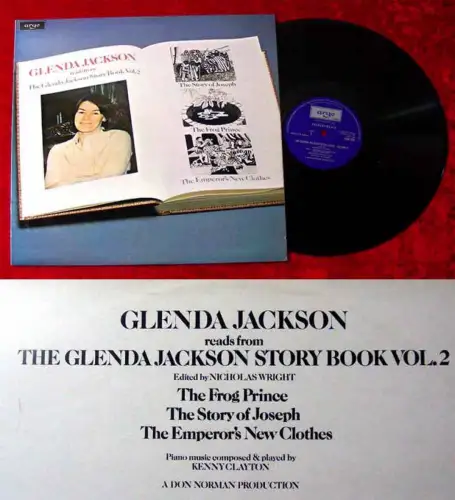 argo
GLENDA JACKSON
reads from
The Glenda Jackson Story Book Vol. 2
The Story of Joseph
The Frog Prince
The Emperor's New Clothes
argo
GLENDA JACKSON
reads from
THE GLENDA JACKSON STORY BOOK VOL. 2
Edited by NICHOLAS WRIGHT
The Frog Prince
The Story of Joseph
The Emperor's New Clothes
Piano music composed & played by
KENNY CLAYTON
A DON NORMAN PRODUCTION